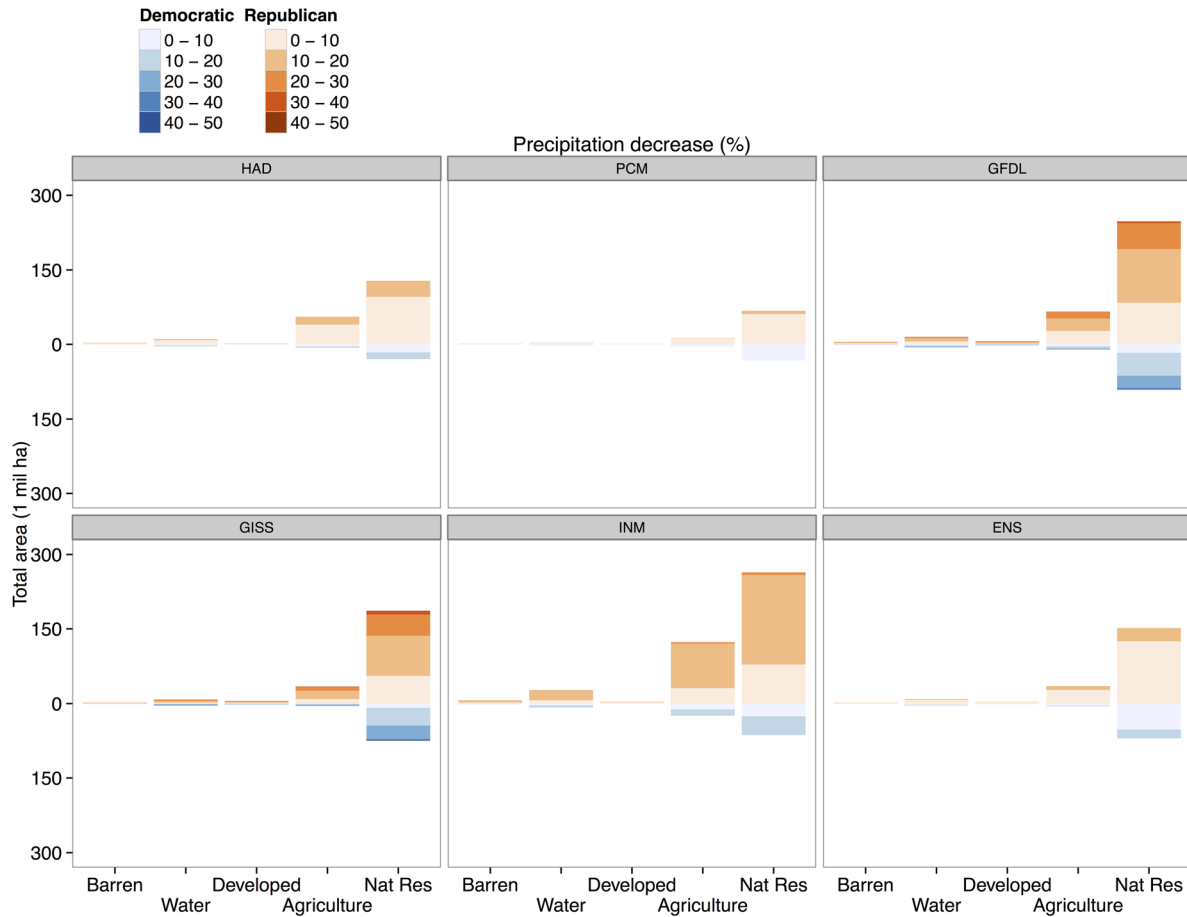 Democratic Republican
0 – 10 0 – 10
10 – 20 10 – 20
20 – 30 20 – 30
30 – 40 30 – 40
40 – 50 40 – 50
Precipitation decrease (%)
HAD PCM GFDL
300
150
0
150
300
Total area (1 mil ha)
GISS INM ENS
300
150
0
150
300
Barren Developed Nat Res Barren Developed Nat Res Barren Developed Nat Res
Water Agriculture Water Agriculture Water Agriculture